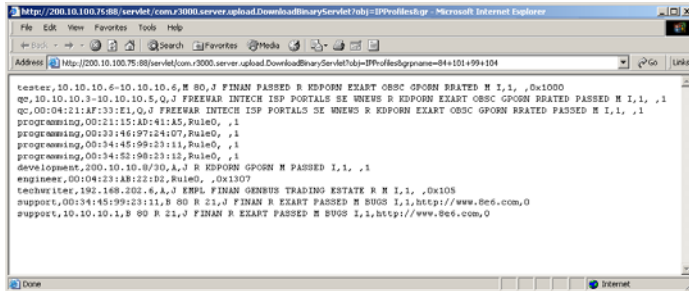 http://200.10.100.75:88/servlet/com.r3000.server.upload.DownloadBinaryServlet?obj=IPProfiles&gr - Microsoft Internet Explorer
File Edit View Favorites Tools Help
Back Search Favorites Media
Address http://200.10.100.75:88/servlet/com.r3000.server.upload.DownloadBinaryServlet?obj=IPProfiles&grpname=84+101+99+104 Go Links
tester,10.10.10.6-10.10.10.6,M 80,J FINAN PASSED R KDPORN EXART OBSC GPORN RRATED M I,1, ,0x1000
qc,10.10.10.3-10.10.10.5,Q,J FREEWAR INTECH ISP PORTALS SE WNEWS R KDPORN EXART OBSC GPORN RRATED PASSED M I,1, ,1
qc,00:04:21:AF:33:E1,Q,J FREEWAR INTECH ISP PORTALS SE WNEWS R KDPORN EXART OBSC GPORN RRATED PASSED M I,1, ,1
programming,00:21:15:AD:41:A5,Rule0, ,1
programming,00:33:46:97:24:07,Rule0, ,1
programming,00:34:45:99:23:11,Rule0, ,1
programming,00:34:52:98:23:12,Rule0, ,1
development,200.10.10.8/30,A,J R KDPORN GPORN M PASSED I,1, ,1
engineer,00:04:23:AB:22:D2,Rule0, ,0x1307
techwriter,192.168.202.6,A,J EMPL FINAN GENBUS TRADING ESTATE R M I,1, ,0x105
support,00:34:45:99:23:11,B 80 R 21,J FINAN R EXART PASSED M BUGS I,1,http://www.8e6.com,0
support,10.10.10.1,B 80 R 21,J FINAN R EXART PASSED M BUGS I,1,http://www.8e6.com,0
Done Internet